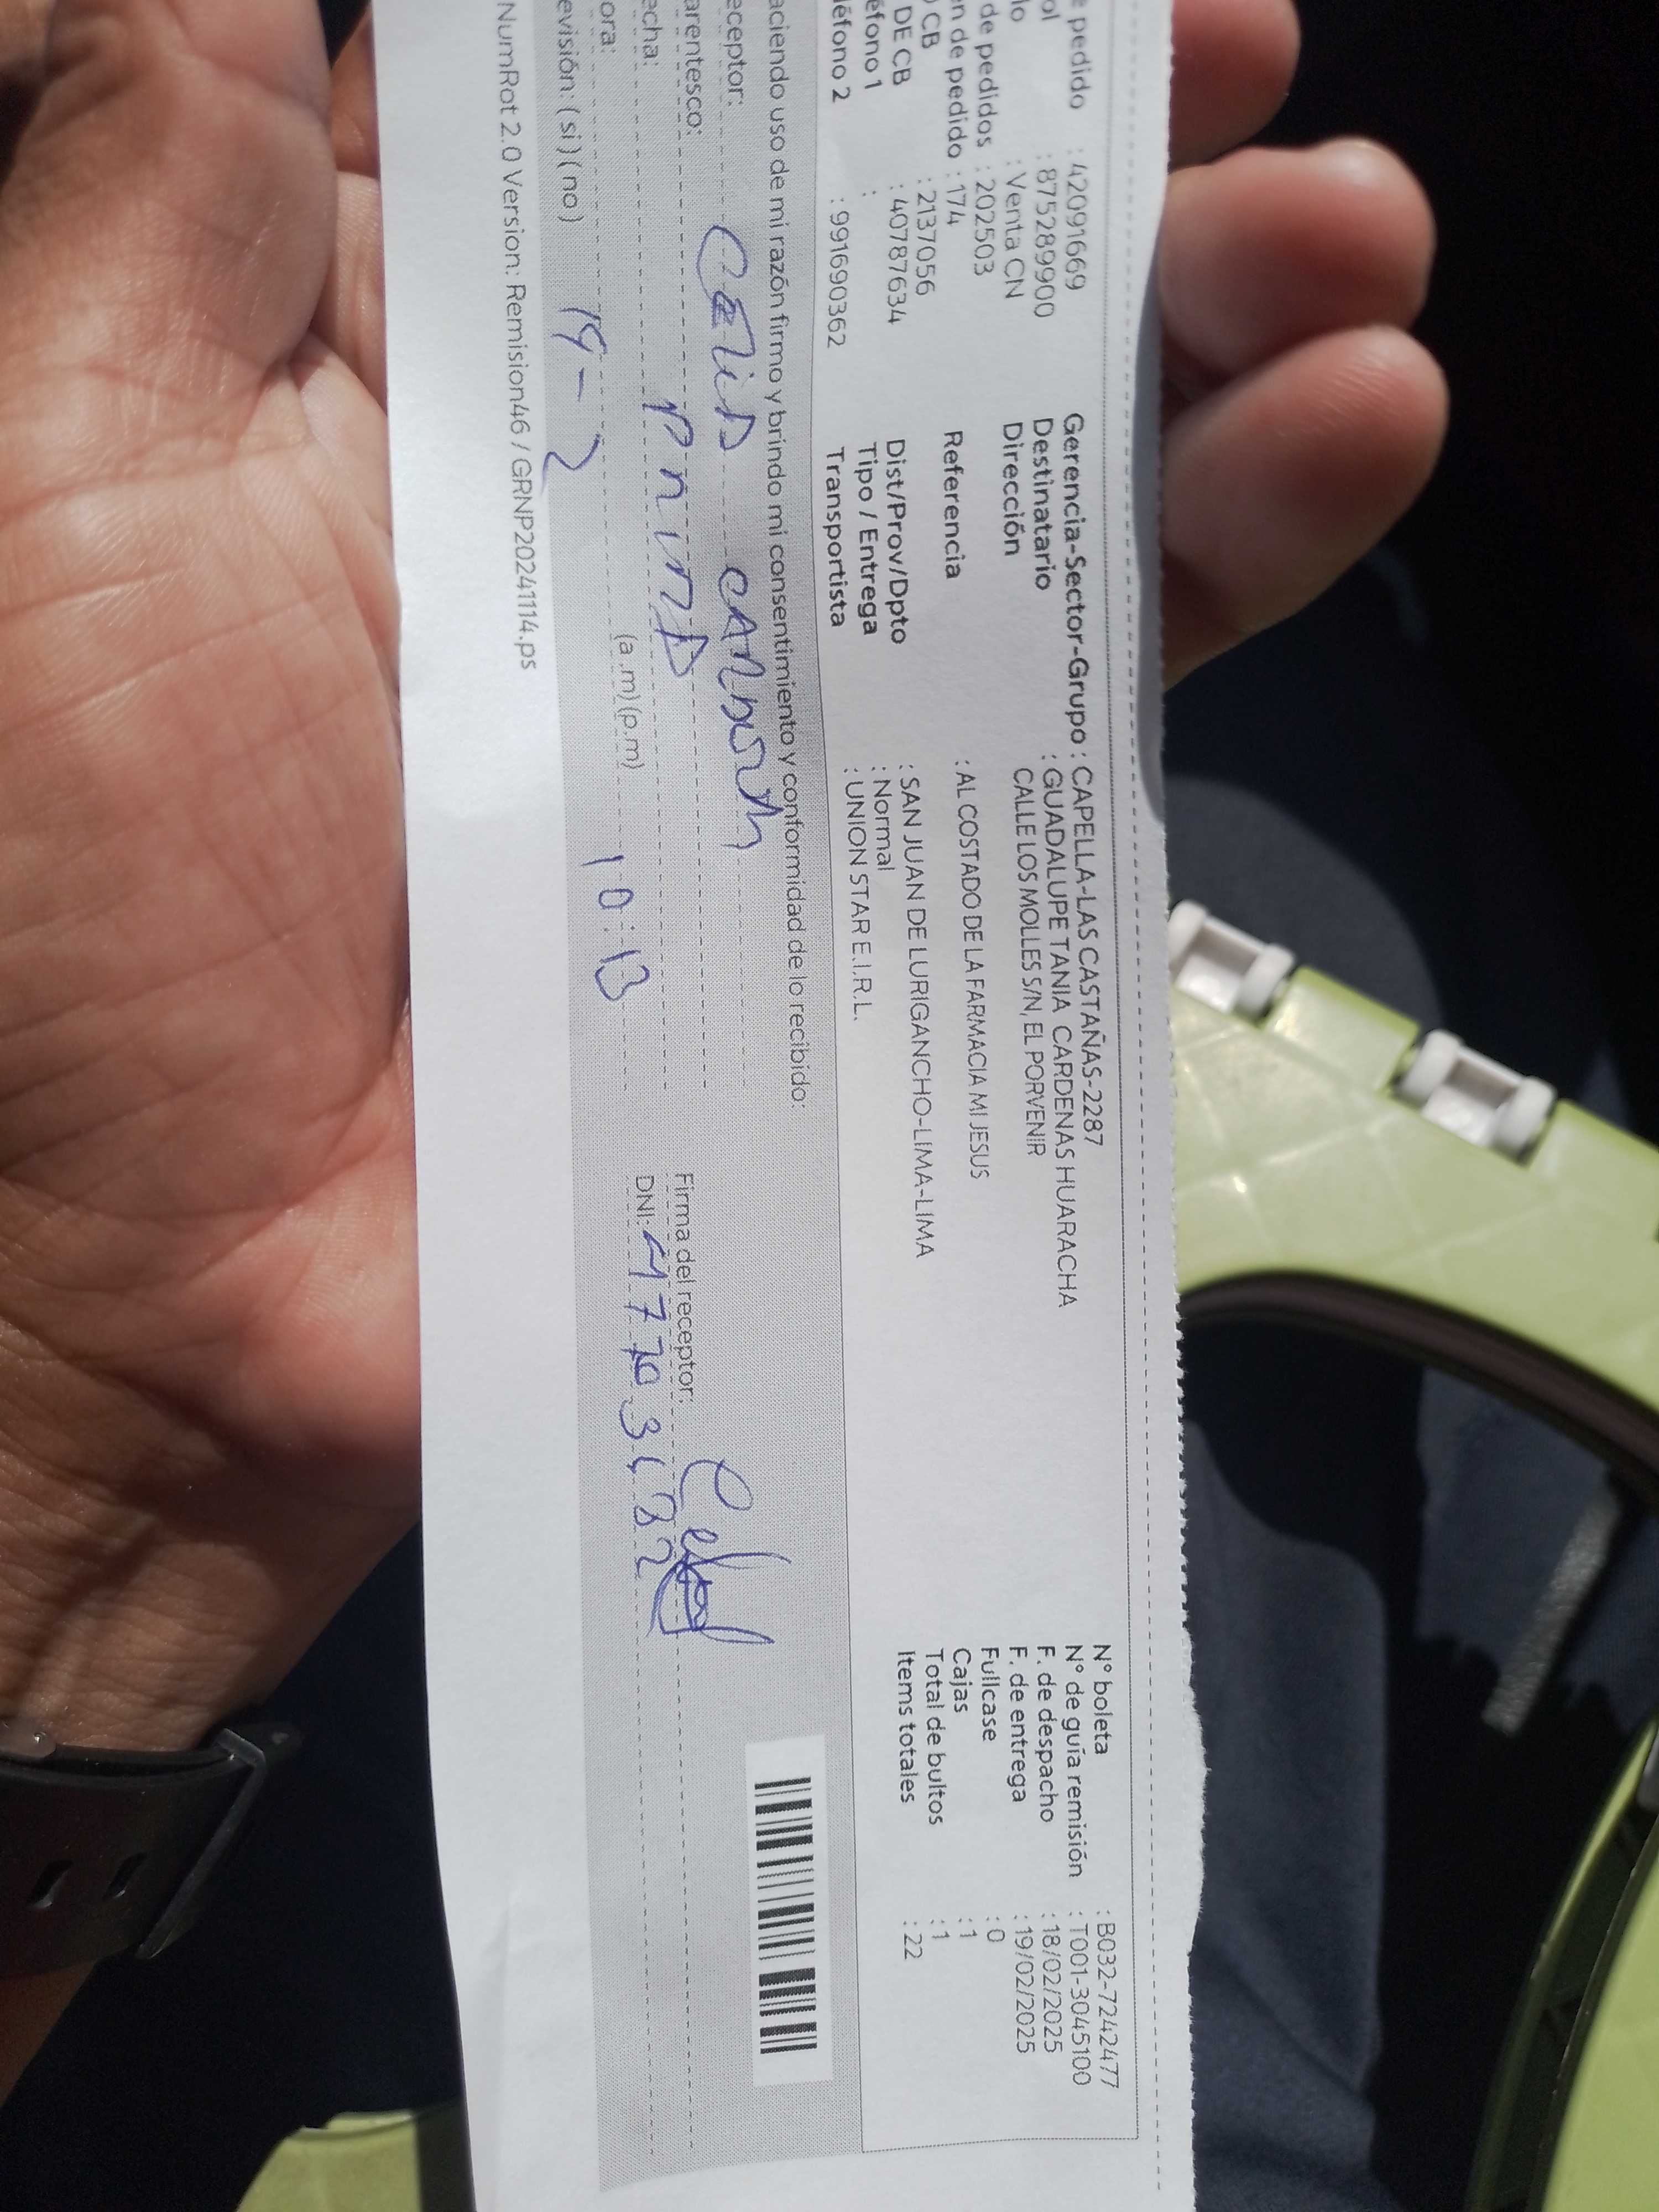 e pedido : 42091669
ol : 875289900
lo : Venta CN
de pedidos : 202503
en de pedido : 174
CB : 2137056
DE CB : 40787634
éfono 1 :
léfono 2 : 991690362
Gerencia-Sector-Grupo : CAPELLA-LAS CASTAÑAS-2287
Destinatario : GUADALUPE TANIA CARDENAS HUARACHA
Dirección CALLE LOS MOLLES S/N, EL PORVENIR
Referencia : AL COSTADO DE LA FARMACIA MI JESUS
Dist/Prov/Dpto : SAN JUAN DE LURIGANCHO-LIMA-LIMA
Tipo / Entrega : Normal
Transportista : UNION STAR E.I.R.L.
N° boleta : B032-7242477
N° de guía remisión : T001-3045100
F. de despacho : 18/02/2025
F. de entrega : 19/02/2025
Fullcase : 0
Cajas : 1
Total de bultos : 1
Items totales : 22
aciendo uso de mi razón firmo y brindo mi consentimiento y conformidad de lo recibido:
eceptor:
arentesco:
echa: 19-2
ora: (a.m)(p.m) 10:13
evisión: (si)(no)
Firma del receptor:
DNI:
NumRot 2.0 Version: Remision46 / GRNP20241114.ps